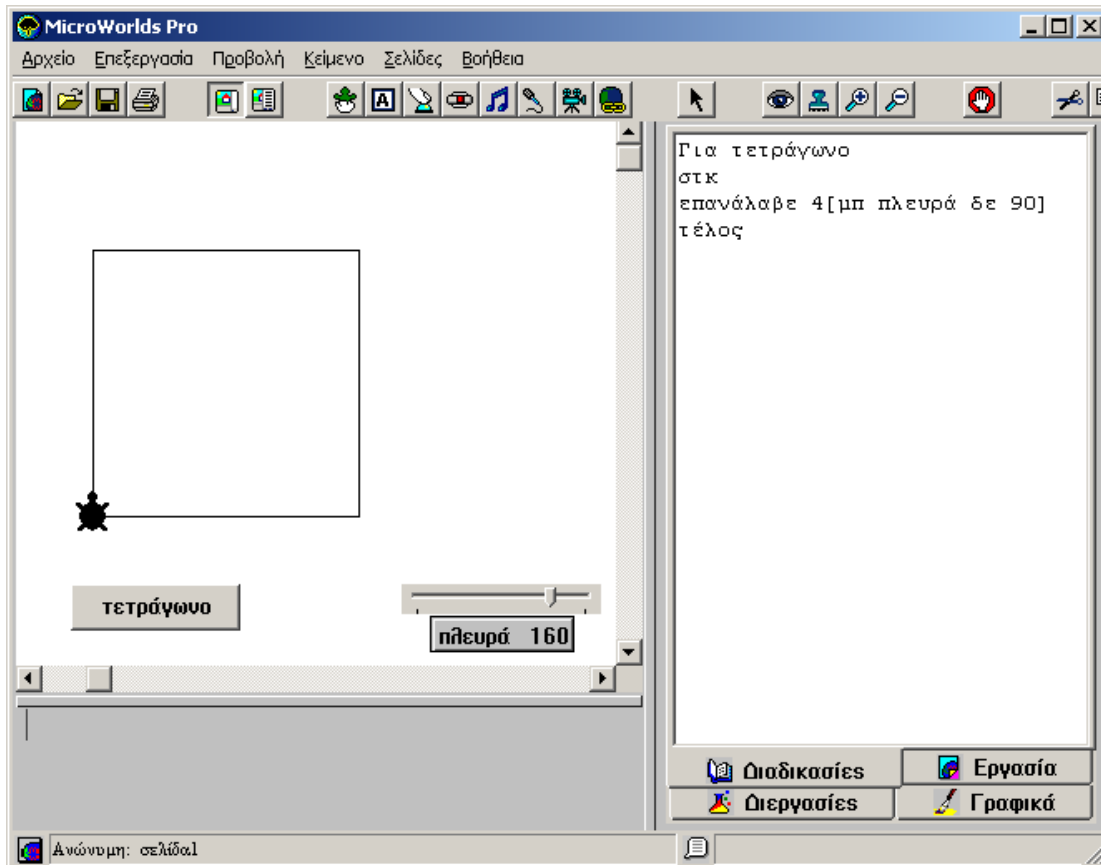 MicroWorlds Pro
Αρχείο Επεξεργασία Προβολή Κείμενο Σελίδες Βοήθεια
Για τετράγωνο
στκ
επανάλαβε 4[μπ πλευρά δε 90]
τέλος
τετράγωνο
πλευρά 160
Διαδικασίες
Εργασία
Διεργασίες
Γραφικά
Ανώνυμη: σελίδα1